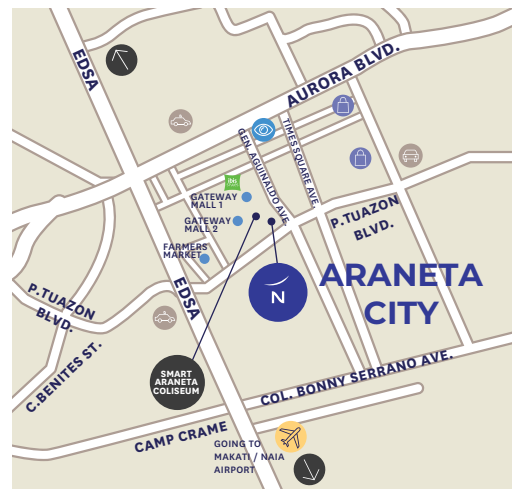 EDSA
AURORA BLVD.
GEN. AGUINALDO AVE.
TIMES SQUARE AVE.
ibis
GATEWAY
MALL 1
GATEWAY
MALL 2
FARMERS
MARKET
P.TUAZON
BLVD.
P.TUAZON
BLVD.
EDSA
N
ARANETA
CITY
C.BENITES ST.
SMART
ARANETA
COLISEUM
COL. BONNY SERRANO AVE.
CAMP CRAME
GOING TO
MAKATI / NAIA
AIRPORT